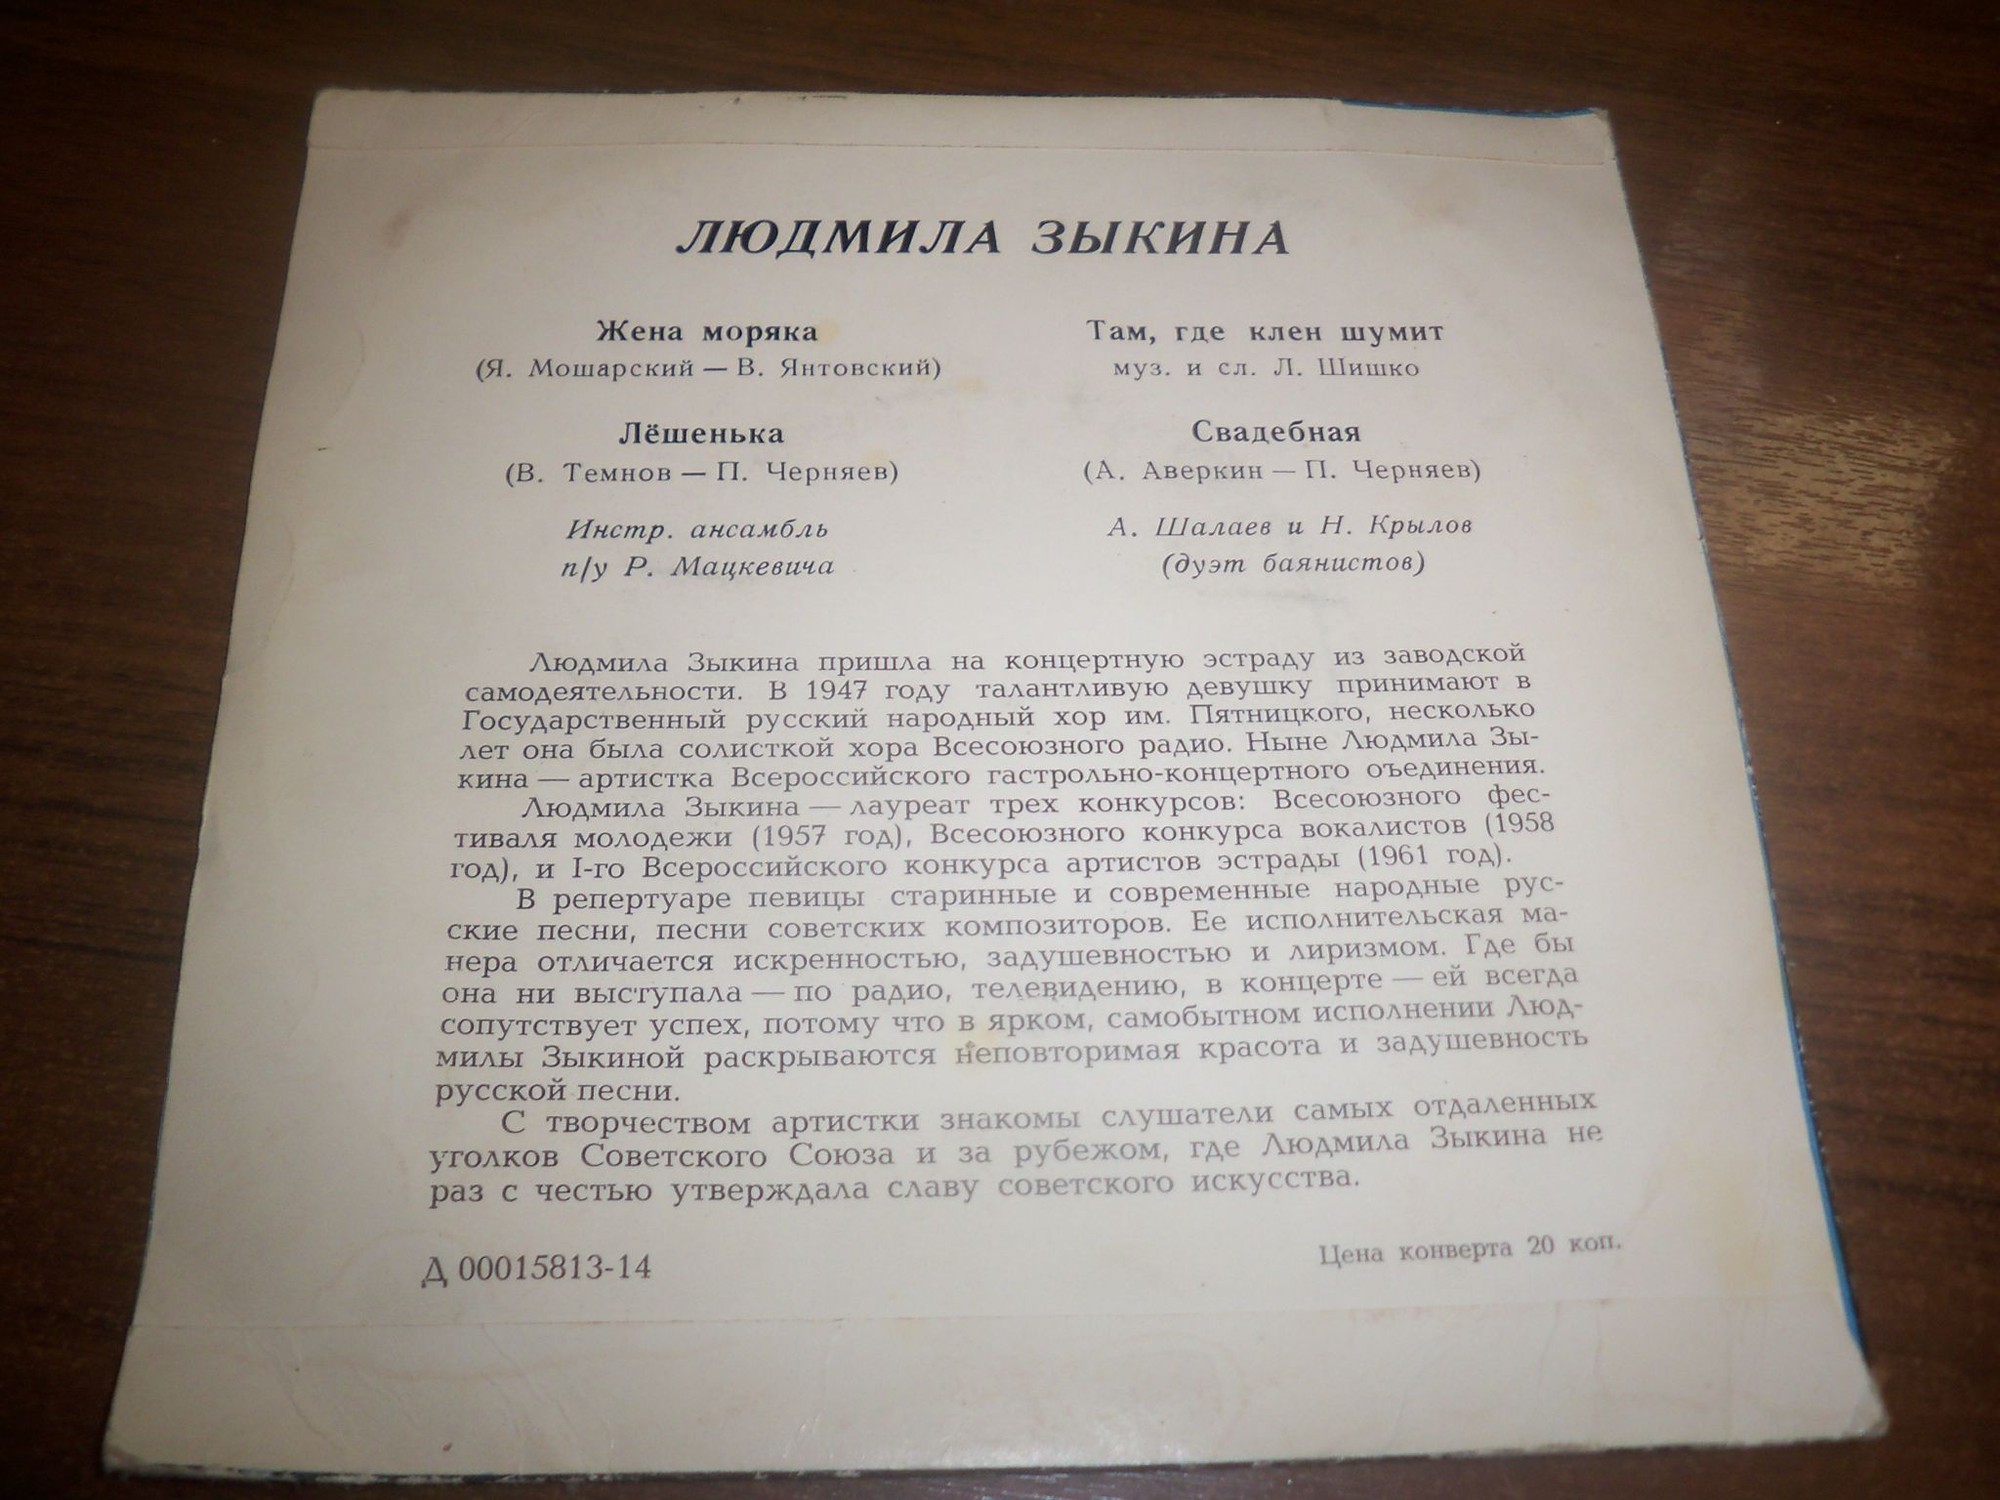 ЛЮДМИЛА ЗЫКИНА
Жена моряка
(Я. Мошарский — В. Янтовский)
Лёшенька
(В. Темнов — П. Черняев)
Инстр. ансамбль
п/у Р. Мацкевича
Там, где клен шумит
муз. и сл. Л. Шишко
Свадебная
(А. Аверкин — П. Черняев)
А. Шалаев и Н. Крылов
(дуэт баянистов)
Людмила Зыкина пришла на концертную эстраду из заводской
самодеятельности. В 1947 году талантливую девушку принимают в
Государственный русский народный хор им. Пятницкого, несколько
лет она была солисткой хора Всесоюзного радио. Ныне Людмила Зы-
кина — артистка Всероссийского гастрольно-концертного оъединения.
Людмила Зыкина — лауреат трех конкурсов: Всесоюзного фес-
тиваля молодежи (1957 год), Всесоюзного конкурса вокалистов (1958
год), и I-го Всероссийского конкурса артистов эстрады (1961 год).
В репертуаре певицы старинные и современные народные рус-
ские песни, песни советских композиторов. Ее исполнительская ма-
нера отличается искренностью, задушевностью и лиризмом. Где бы
она ни выступала — по радио, телевидению, в концерте — ей всегда
сопутствует успех, потому что в ярком, самобытном исполнении Люд-
милы Зыкиной раскрываются неповторимая красота и задушевность
русской песни.
С творчеством артистки знакомы слушатели самых отдаленных
уголков Советского Союза и за рубежом, где Людмила Зыкина не
раз с честью утверждала славу советского искусства.
Д 00015813-14
Цена конверта 20 коп.